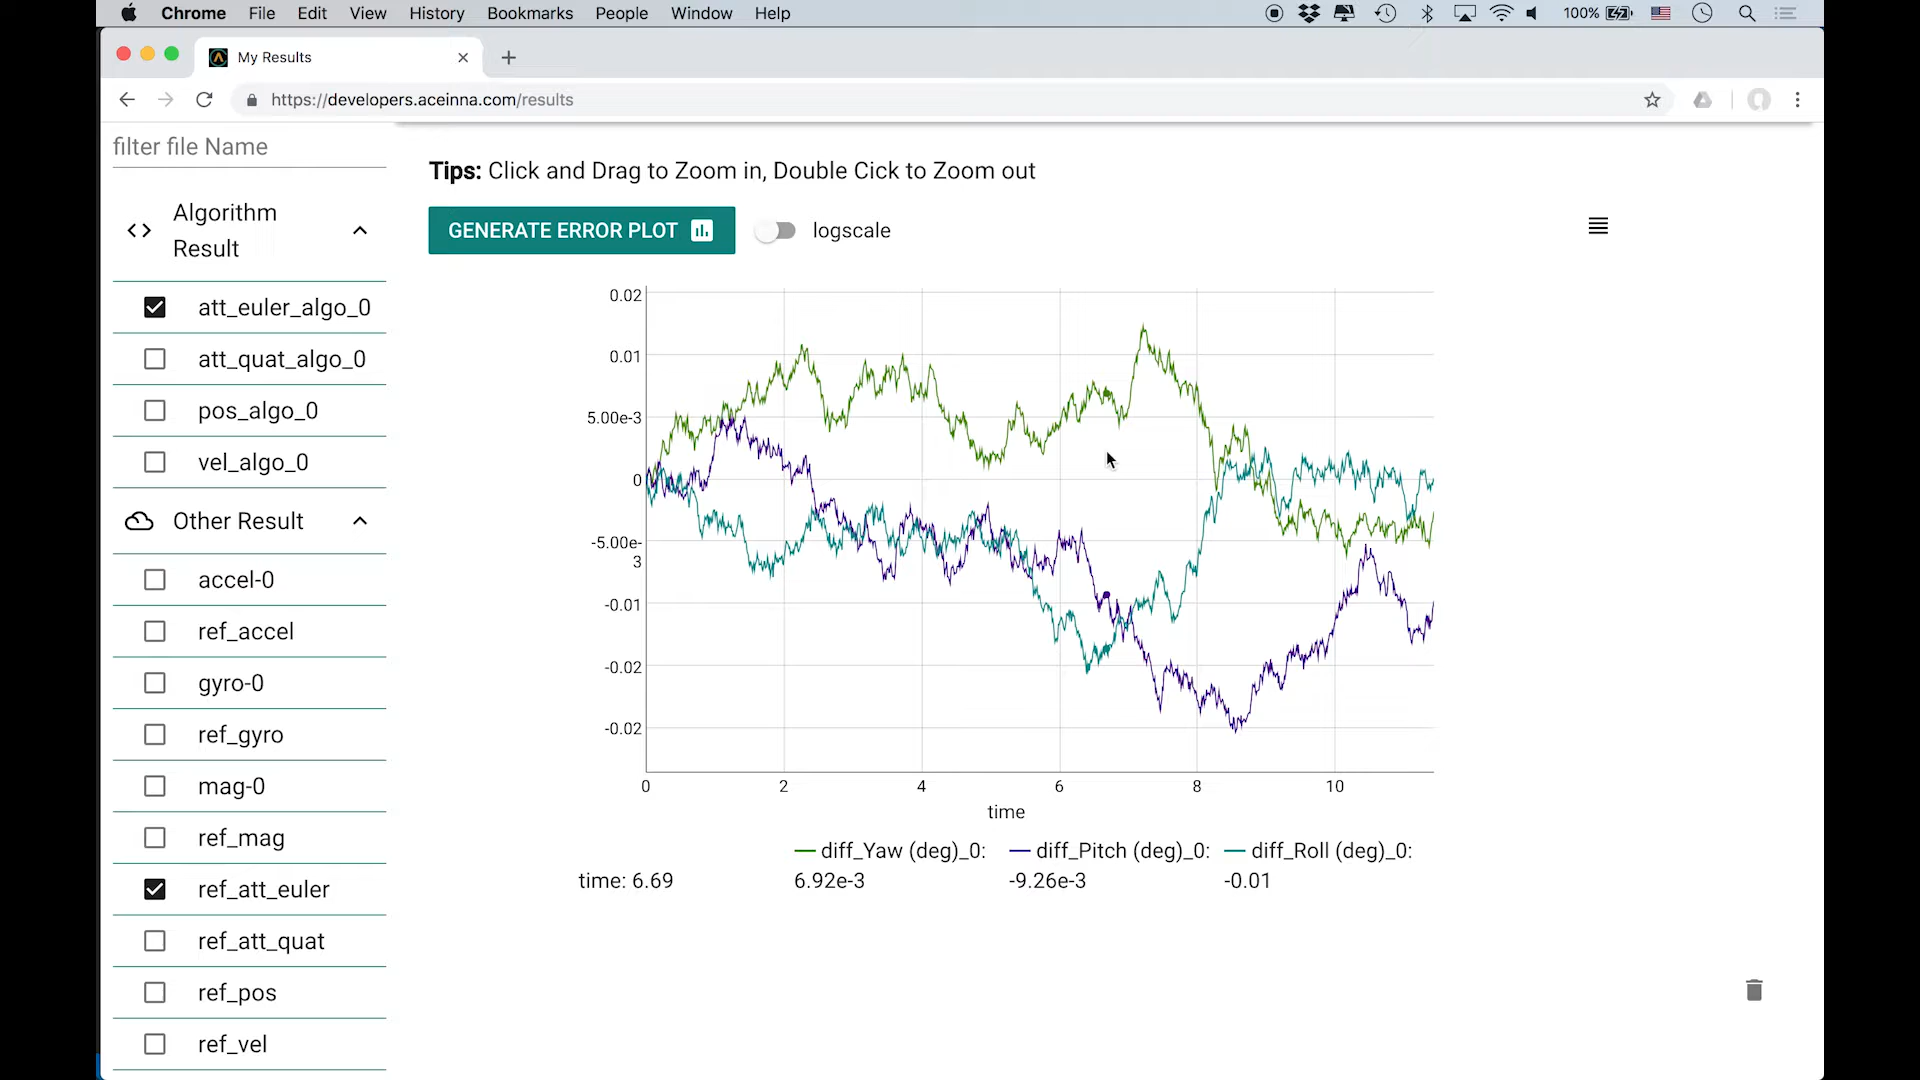 Chrome File Edit View History Bookmarks People Window Help 100%
My Results
https://developers.aceinna.com/results
filter file Name
Tips: Click and Drag to Zoom in, Double Cick to Zoom out
Algorithm
Result
GENERATE ERROR PLOT logscale
att_euler_algo_0
att_quat_algo_0
pos_algo_0
vel_algo_0
Other Result
accel-0
ref_accel
gyro-0
ref_gyro
mag-0
ref_mag
ref_att_euler
ref_att_quat
ref_pos
ref_vel
0.02
0.01
5.00e-3
0
-5.00e-
3
-0.01
-0.02
-0.02
0 2 4 6 8 10
time
diff_Yaw (deg)_0: diff_Pitch (deg)_0: diff_Roll (deg)_0:
time: 6.69 6.92e-3 -9.26e-3 -0.01